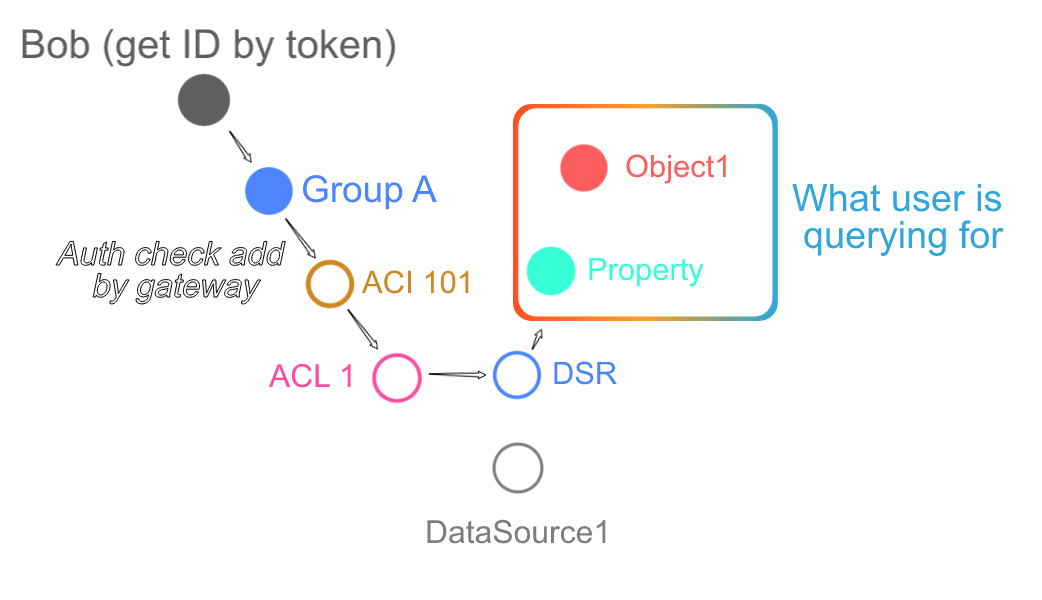 Bob (get ID by token)
Group A
Auth check add
by gateway
ACI 101
ACL 1
DSR
DataSource1
Object1
Property
What user is
querying for